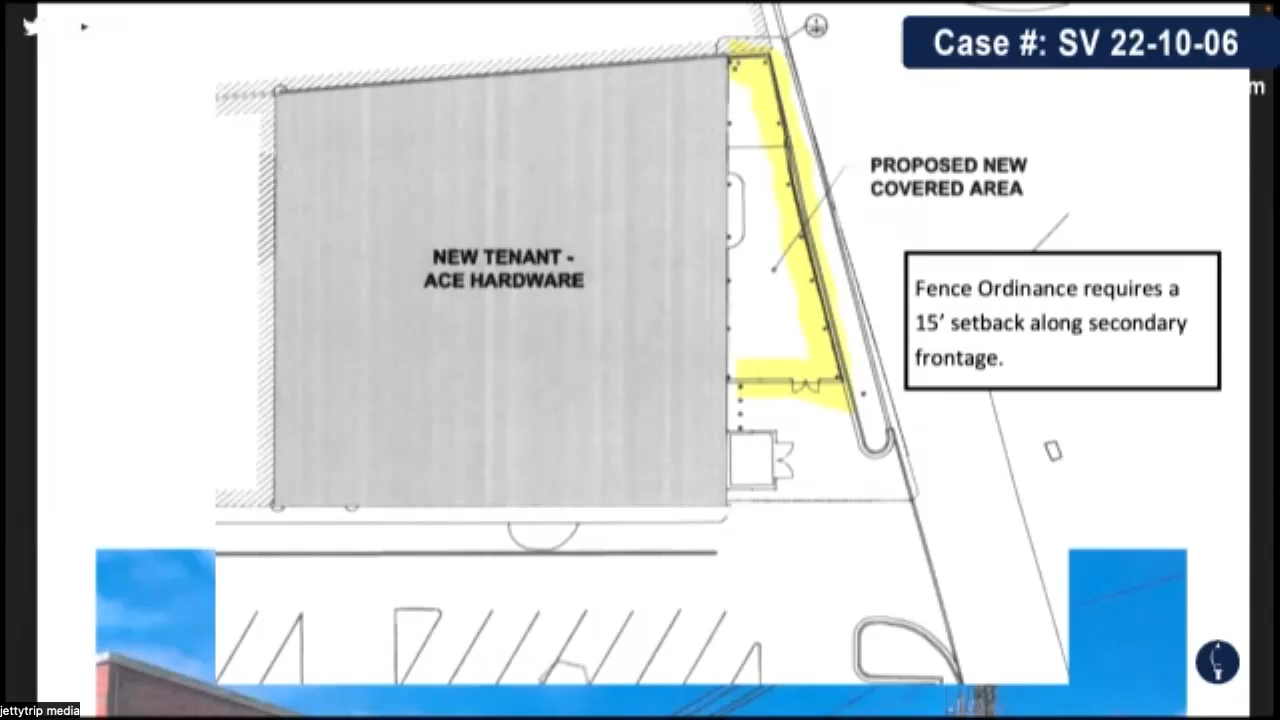 Case #: SV 22-10-06
m
PROPOSED NEW
COVERED AREA
NEW TENANT -
ACE HARDWARE
Fence Ordinance requires a
15’ setback along secondary
frontage.
jettytrip media